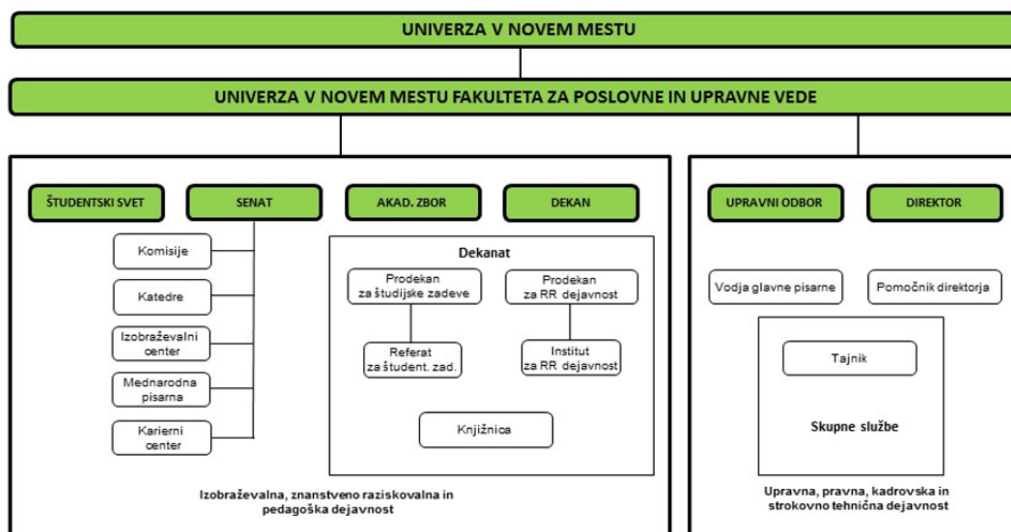 UNIVERZA V NOVEM MESTU
UNIVERZA V NOVEM MESTU FAKULTETA ZA POSLOVNE IN UPRAVNE VEDE
ŠTUDENTSKI SVET
SENAT
AKAD. ZBOR
DEKAN
Komisije
Katedre
Izobraževalni
center
Mednarodna
pisarna
Karierni
center
Dekanat
Prodekan
za študijske zadeve
Prodekan
za RR dejavnost
Referat
za študent. zad.
Institut
za RR dejavnost
Knjižnica
Izobraževalna, znanstveno raziskovalna in
pedagoška dejavnost
UPRAVNI ODBOR
DIREKTOR
Vodja glavne pisarne
Pomočnik direktorja
Tajnik
Skupne službe
Upravna, pravna, kadrovska in
strokovno tehnična dejavnost